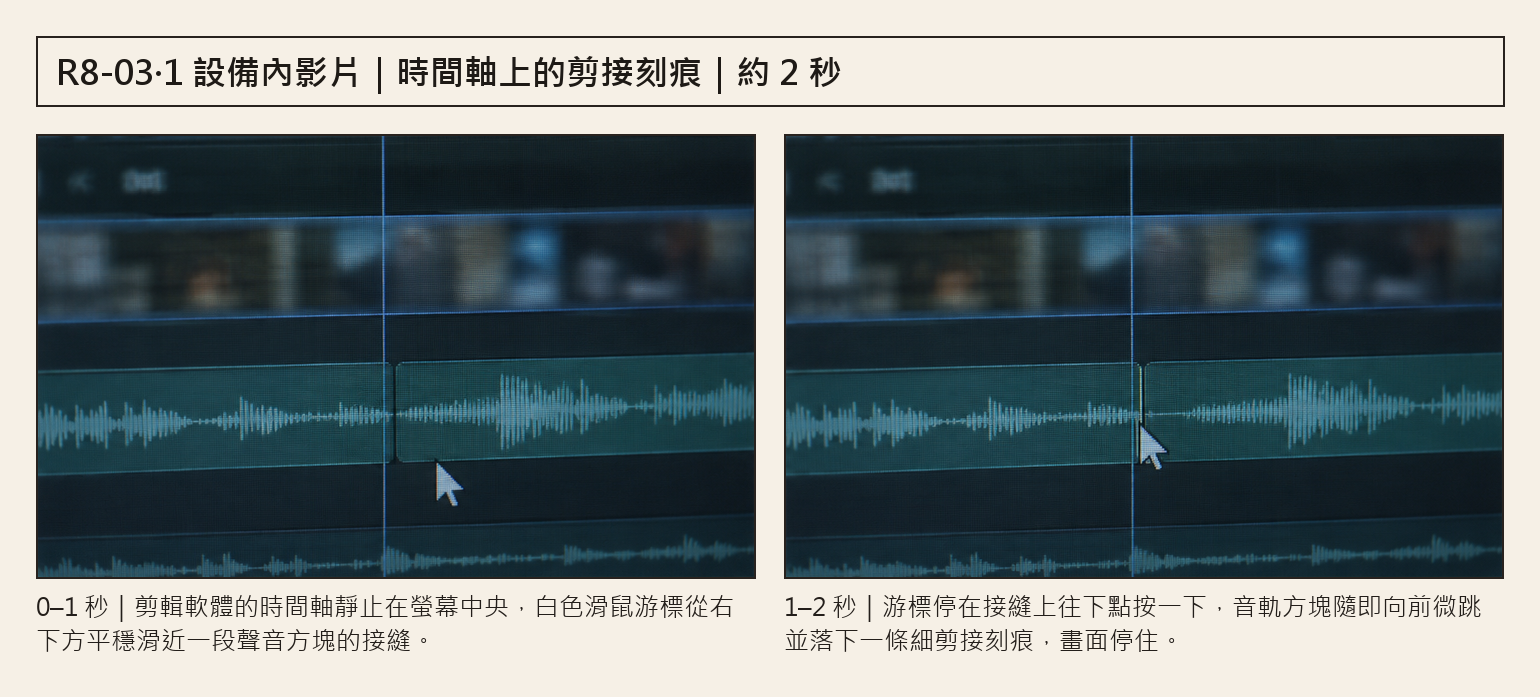 R8-03·1 設備內影片｜時間軸上的剪接刻痕｜約 2 秒
0–1 秒｜剪輯軟體的時間軸靜止在螢幕中央，白色滑鼠游標從右
下方平穩滑近一段聲音方塊的接縫。
1–2 秒｜游標停在接縫上往下點按一下，音軌方塊隨即向前微跳
並落下一條細剪接刻痕，畫面停住。